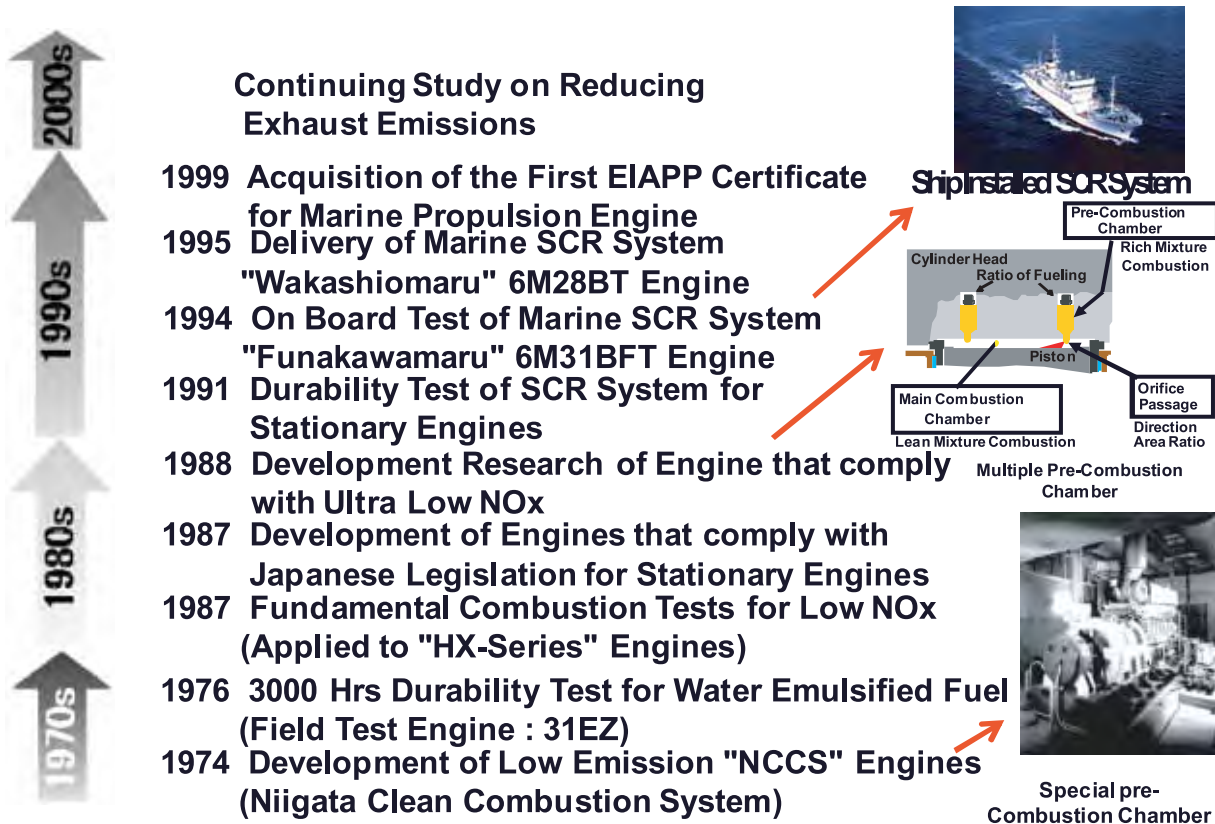 2000s
Continuing Study on Reducing
Exhaust Emissions
1990s
1999 Acquisition of the First EIAPP Certificate
for Marine Propulsion Engine
1995 Delivery of Marine SCR System
"Wakashiomaru" 6M28BT Engine
1994 On Board Test of Marine SCR System
"Funakawamaru" 6M31BFT Engine
1991 Durability Test of SCR System for
Stationary Engines
1980s
1988 Development Research of Engine that comply
with Ultra Low NOx
1987 Development of Engines that comply with
Japanese Legislation for Stationary Engines
1987 Fundamental Combustion Tests for Low NOx
(Applied to "HX-Series" Engines)
1970s
1976 3000 Hrs Durability Test for Water Emulsified Fuel
(Field Test Engine : 31EZ)
1974 Development of Low Emission "NCCS" Engines
(Niigata Clean Combustion System)
Ship Installed SCR System
Pre-Combustion
Chamber
Rich Mixture
Combustion
Cylinder Head
Ratio of Fueling
Piston
Main Combustion
Chamber
Lean Mixture Combustion
Orifice
Passage
Direction
Area Ratio
Multiple Pre-Combustion
Chamber
Special pre-
Combustion Chamber